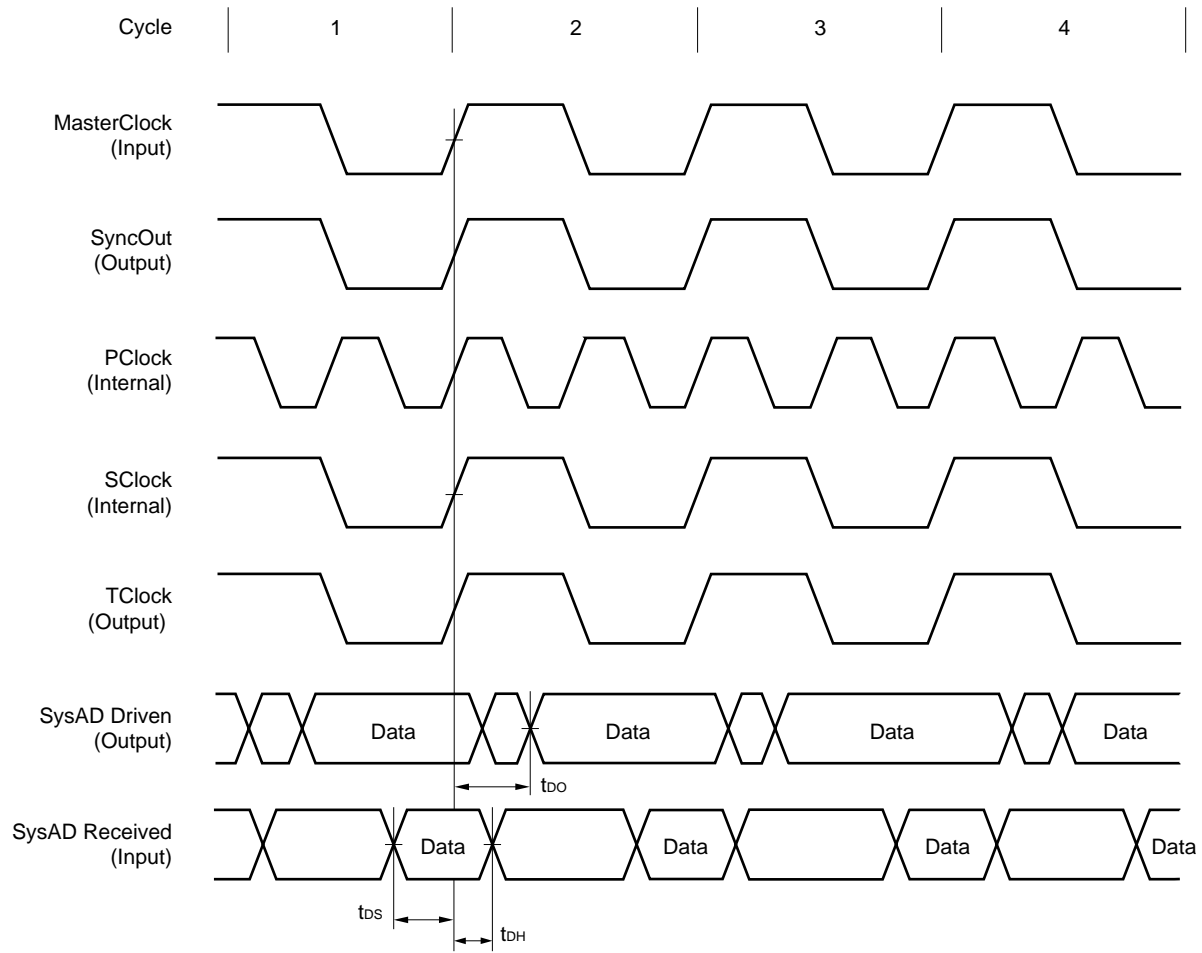 Cycle 1 2 3 4
MasterClock
(Input)
SyncOut
(Output)
PClock
(Internal)
SClock
(Internal)
TClock
(Output)
SysAD Driven
(Output)
Data Data Data Data
tDO
SysAD Received
(Input)
Data Data Data Data
tDS
tDH